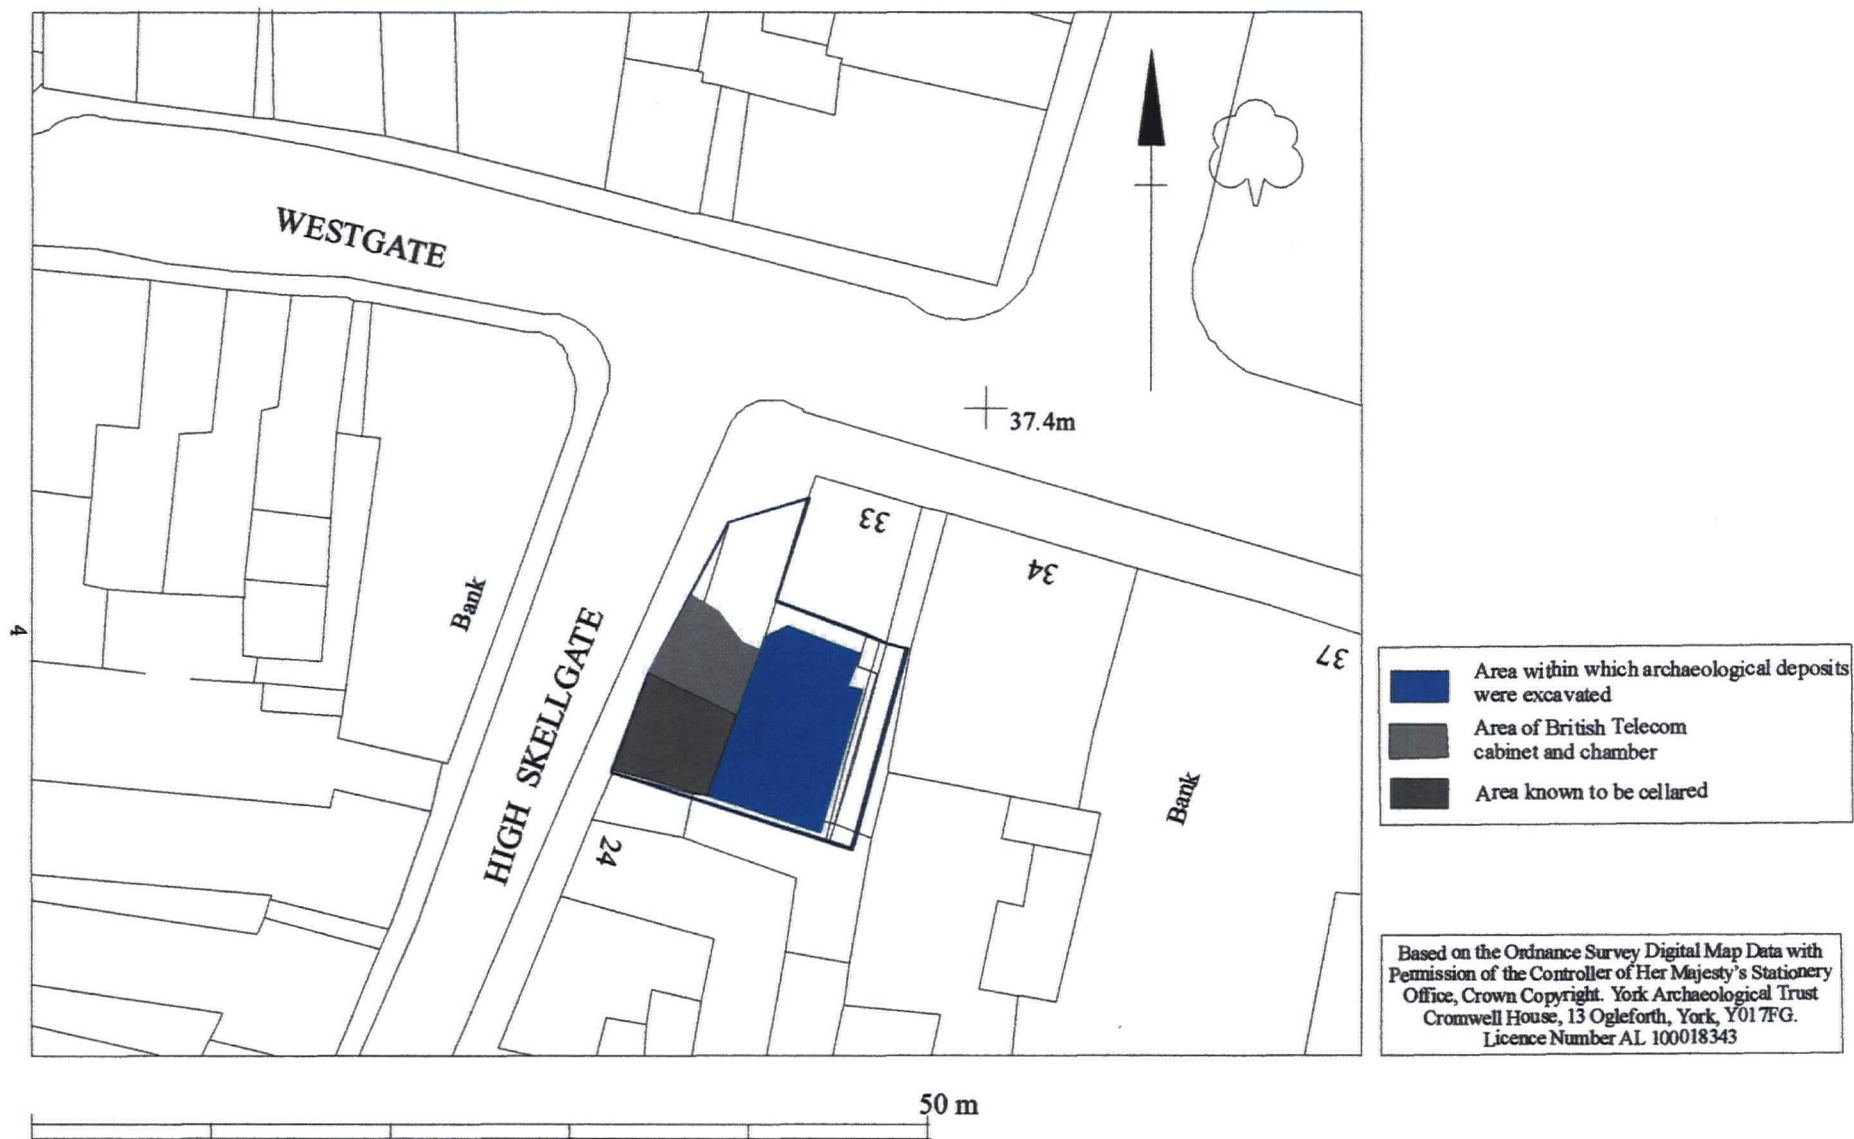 WESTGATE
37.4m
33
34
37
Bank
HIGH SKELLGATE
24
Bank
4
Area within which archaeological deposits
were excavated
Area of British Telecom
cabinet and chamber
Area known to be cellared
Based on the Ordnance Survey Digital Map Data with
Permission of the Controller of Her Majesty's Stationery
Office, Crown Copyright. York Archaeological Trust
Cromwell House, 13 Ogleforth, York, YO17FG.
Licence Number AL 100018343
50 m